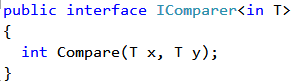 public interface IComparer<in T>
{
  int Compare(T x, T y);
}